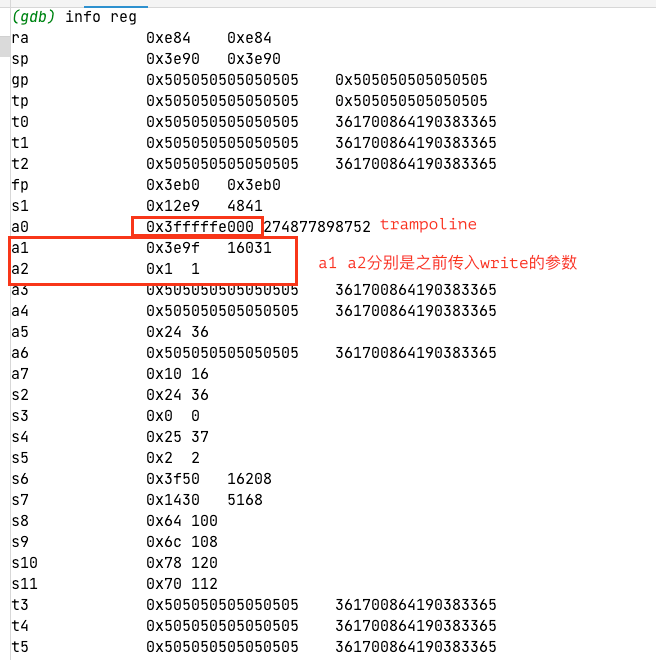 (gdb) info reg
ra 0xe84 0xe84
sp 0x3e90 0x3e90
gp 0x505050505050505 0x505050505050505
tp 0x505050505050505 0x505050505050505
t0 0x505050505050505 361700864190383365
t1 0x505050505050505 361700864190383365
t2 0x505050505050505 361700864190383365
fp 0x3eb0 0x3eb0
s1 0x12e9 4841
a0 0x3fffffe000 274877898752 trampoline
a1 0x3e9f 16031
a2 0x1 1
a1 a2分别是之前传入write的参数
a3 0x505050505050505 361700864190383365
a4 0x505050505050505 361700864190383365
a5 0x24 36
a6 0x505050505050505 361700864190383365
a7 0x10 16
s2 0x24 36
s3 0x0 0
s4 0x25 37
s5 0x2 2
s6 0x3f50 16208
s7 0x1430 5168
s8 0x64 100
s9 0x6c 108
s10 0x78 120
s11 0x70 112
t3 0x505050505050505 361700864190383365
t4 0x505050505050505 361700864190383365
t5 0x505050505050505 361700864190383365